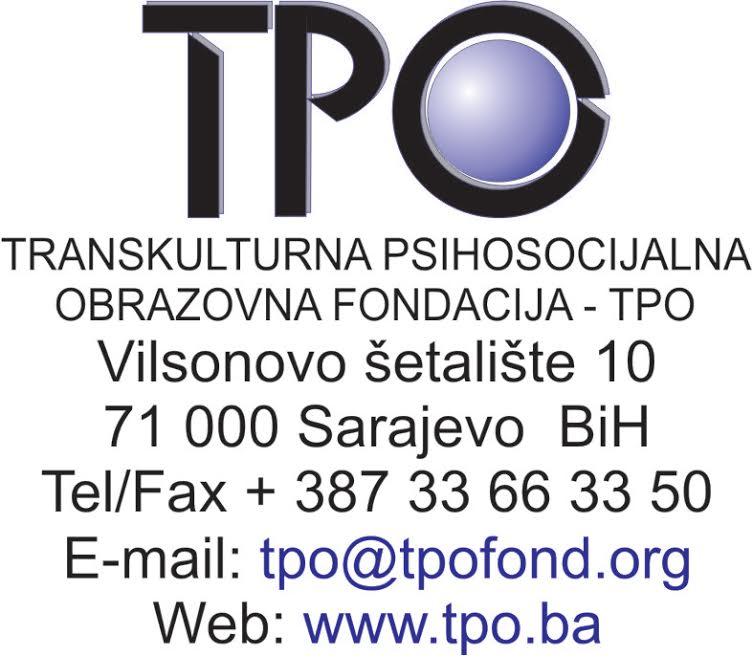 TPO
TRANSKULTURNA PSIHOSOCIJALNA
OBRAZOVNA FONDACIJA - TPO
Vilsonovo šetalište 10
71 000 Sarajevo  BiH
Tel/Fax + 387 33 66 33 50
E-mail: tpo@tpofond.org
Web: www.tpo.ba